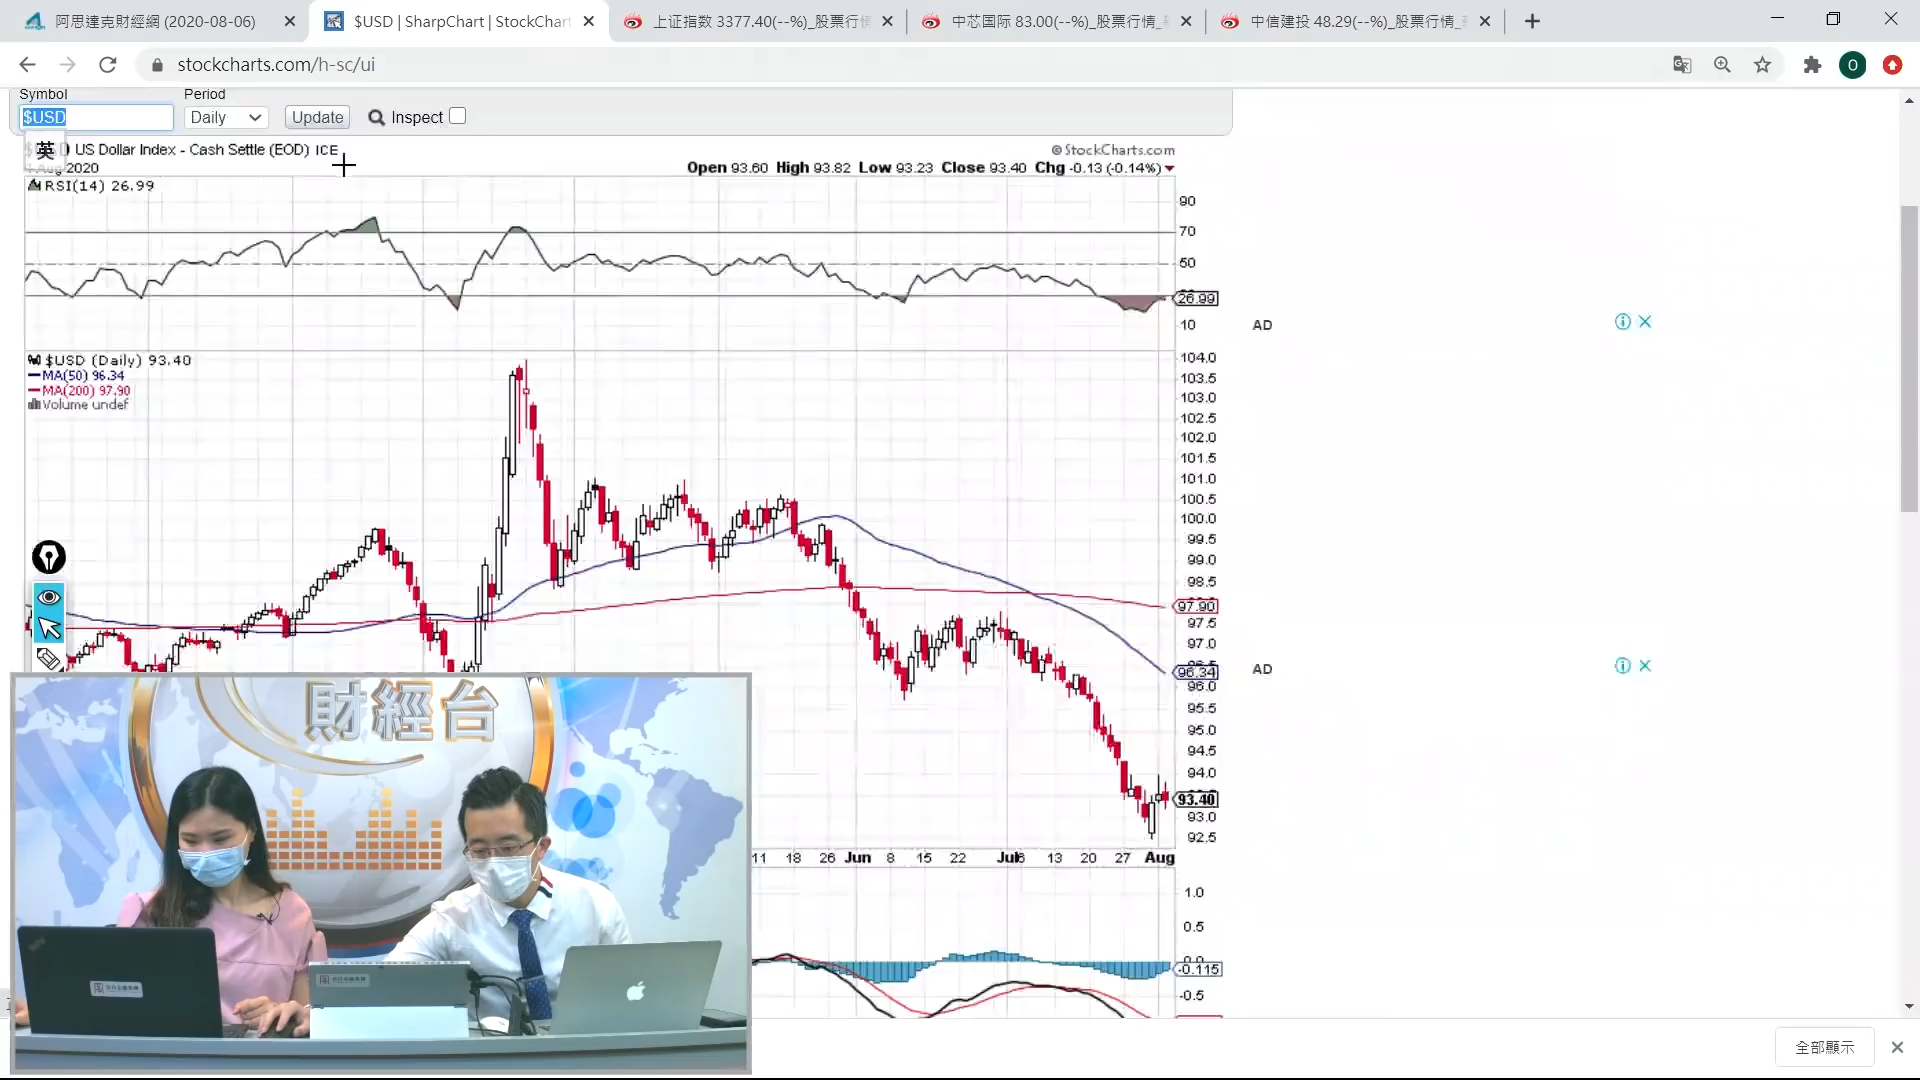 阿思達克財經網 (2020-08-06)
$USD | SharpChart | StockChart
上证指数 3377.40(--%)_股票行情
中芯国际 83.00(--%)_股票行情_
中信建投 48.29(--%)_股票行情_
stockcharts.com/h-sc/ui
O
Symbol
Period
$USD
Daily
Update
Inspect
英
US Dollar Index - Cash Settle (EOD) ICE
© StockCharts.com
Aug 2020
Open 93.60 High 93.82 Low 93.23 Close 93.40 Chg -0.13 (-0.14%)
RSI(14) 26.99
90
70
50
26.99
10
AD
$USD (Daily) 93.40
MA(50) 96.34
MA(200) 97.90
Volume undef
104.0
103.5
103.0
102.5
102.0
101.5
101.0
100.5
100.0
99.5
99.0
98.5
97.90
97.5
97.0
96.34
96.0
95.5
95.0
94.5
94.0
93.40
93.0
92.5
AD
財經台
11 18 26 Jun 8 15 22 Jul 6 13 20 27 Aug
1.0
0.5
0.0
-0.115
-0.5
全部顯示